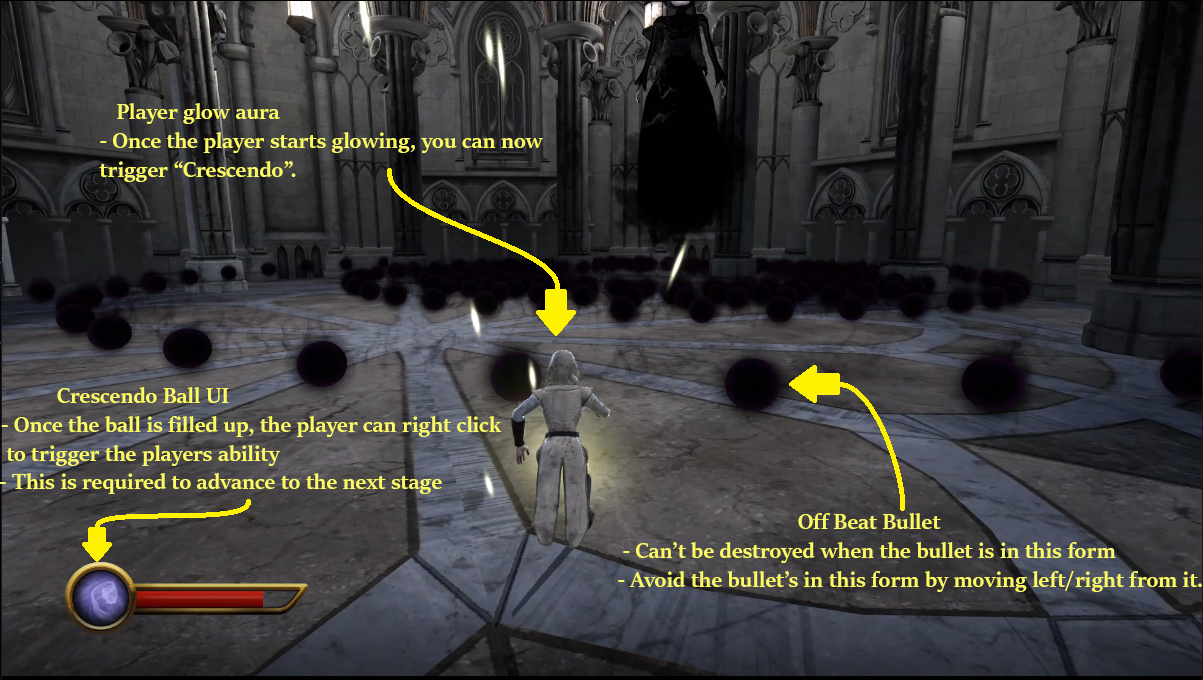 Player glow aura
- Once the player starts glowing, you can now
trigger “Crescendo”.
Crescendo Ball UI
- Once the ball is filled up, the player can right click
to trigger the players ability
- This is required to advance to the next stage
Off Beat Bullet
- Can’t be destroyed when the bullet is in this form
- Avoid the bullet’s in this form by moving left/right from it.